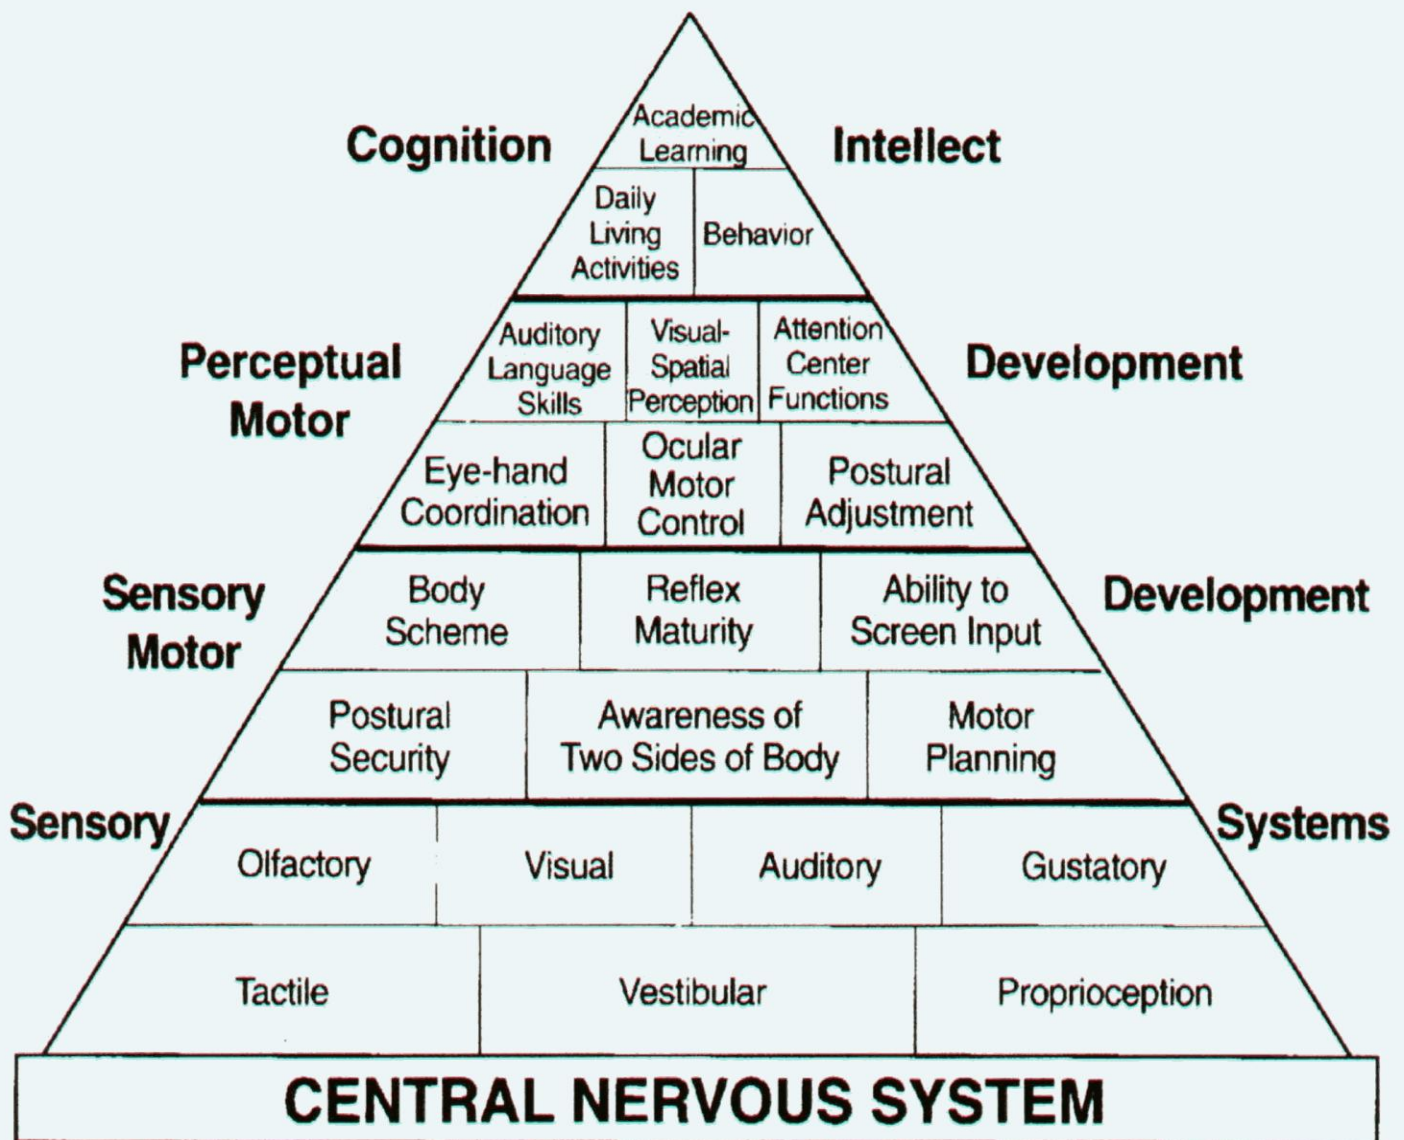 Academic
Learning
Cognition
Intellect
Daily
Living
Activities
Behavior
Auditory
Language
Skills
Visual-
Spatial
Perception
Attention
Center
Functions
Perceptual
Motor
Development
Eye-hand
Coordination
Ocular
Motor
Control
Postural
Adjustment
Sensory
Motor
Development
Body
Scheme
Reflex
Maturity
Ability to
Screen Input
Postural
Security
Awareness of
Two Sides of Body
Motor
Planning
Sensory
Systems
Olfactory
Visual
Auditory
Gustatory
Tactile
Vestibular
Proprioception
CENTRAL NERVOUS SYSTEM